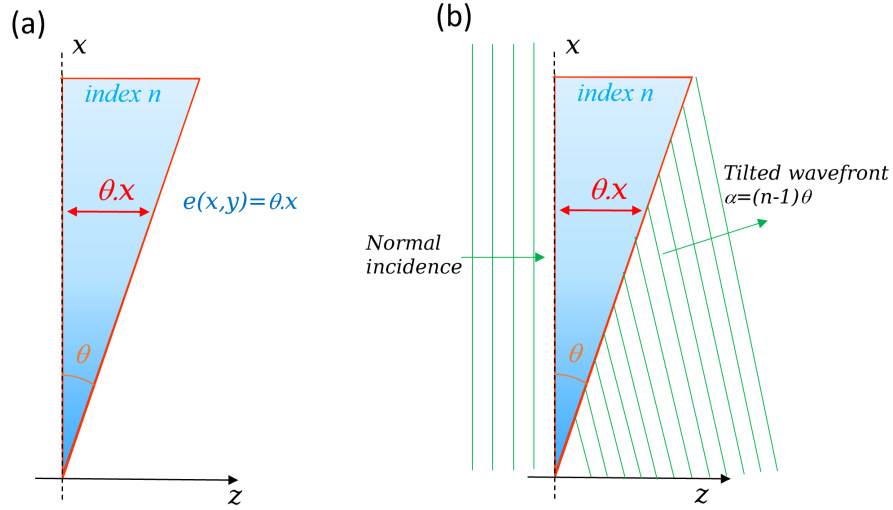 (a)
x
index n
θ.x
e(x,y)=θ.x
θ
z
(b)
x
index n
θ.x
Tilted wavefront
α=(n-1)θ
Normal
incidence
θ
z